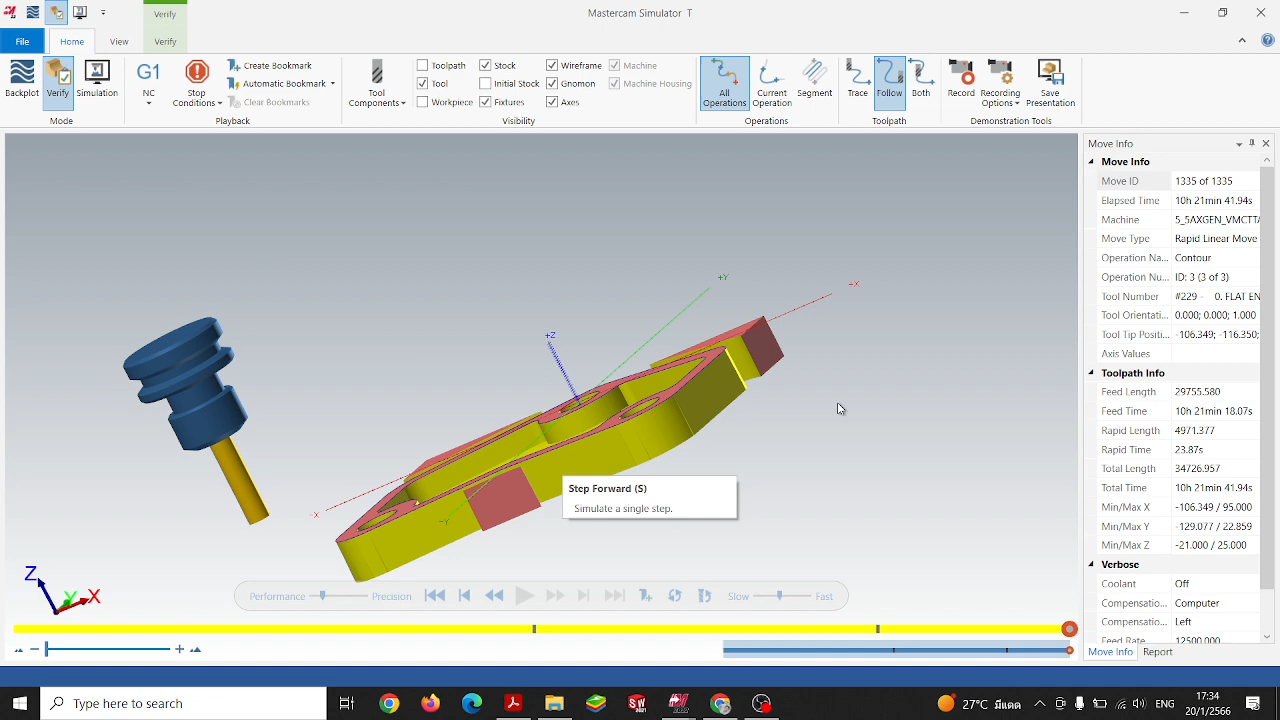 Verify
Mastercam Simulator T
File
Home
View
Verify
Backplot
Verify
Simulation
Mode
G1
NC
Stop Conditions
Create Bookmark
Automatic Bookmark
Clear Bookmarks
Playback
Tool Components
Toolpath
Tool
Workpiece
Stock
Initial Stock
Fixtures
Wireframe
Gnomon
Axes
Machine
Machine Housing
Visibility
All Operations
Current Operation
Segment
Operations
Trace
Follow
Both
Toolpath
Record
Recording Options
Save Presentation
Demonstration Tools
+Y
+X
+Z
-X
-Y
Step Forward (S)
Simulate a single step.
Z
Y
X
Performance
Precision
Slow
Fast
Move Info
Move Info
Move ID 1335 of 1335
Elapsed Time 10h 21min 41.94s
Machine 5_5AXGEN_VMCTT
Move Type Rapid Linear Move
Operation Na... Contour
Operation Nu... ID: 3 (3 of 3)
Tool Number #229 - 0. FLAT EN
Tool Orientati... 0.000; 0.000; 1.000
Tool Tip Positi... -106.349; -116.350;
Axis Values
Toolpath Info
Feed Length 29755.580
Feed Time 10h 21min 18.07s
Rapid Length 4971.377
Rapid Time 23.87s
Total Length 34726.957
Total Time 10h 21min 41.94s
Min/Max X -106.349 / 95.000
Min/Max Y -129.077 / 22.859
Min/Max Z -21.000 / 25.000
Verbose
Coolant Off
Compensatio... Computer
Compensatio... Left
Feed Rate 12500.000
Move Info
Report
Type here to search
27°C มีแดด
ENG
17:34
20/1/2566